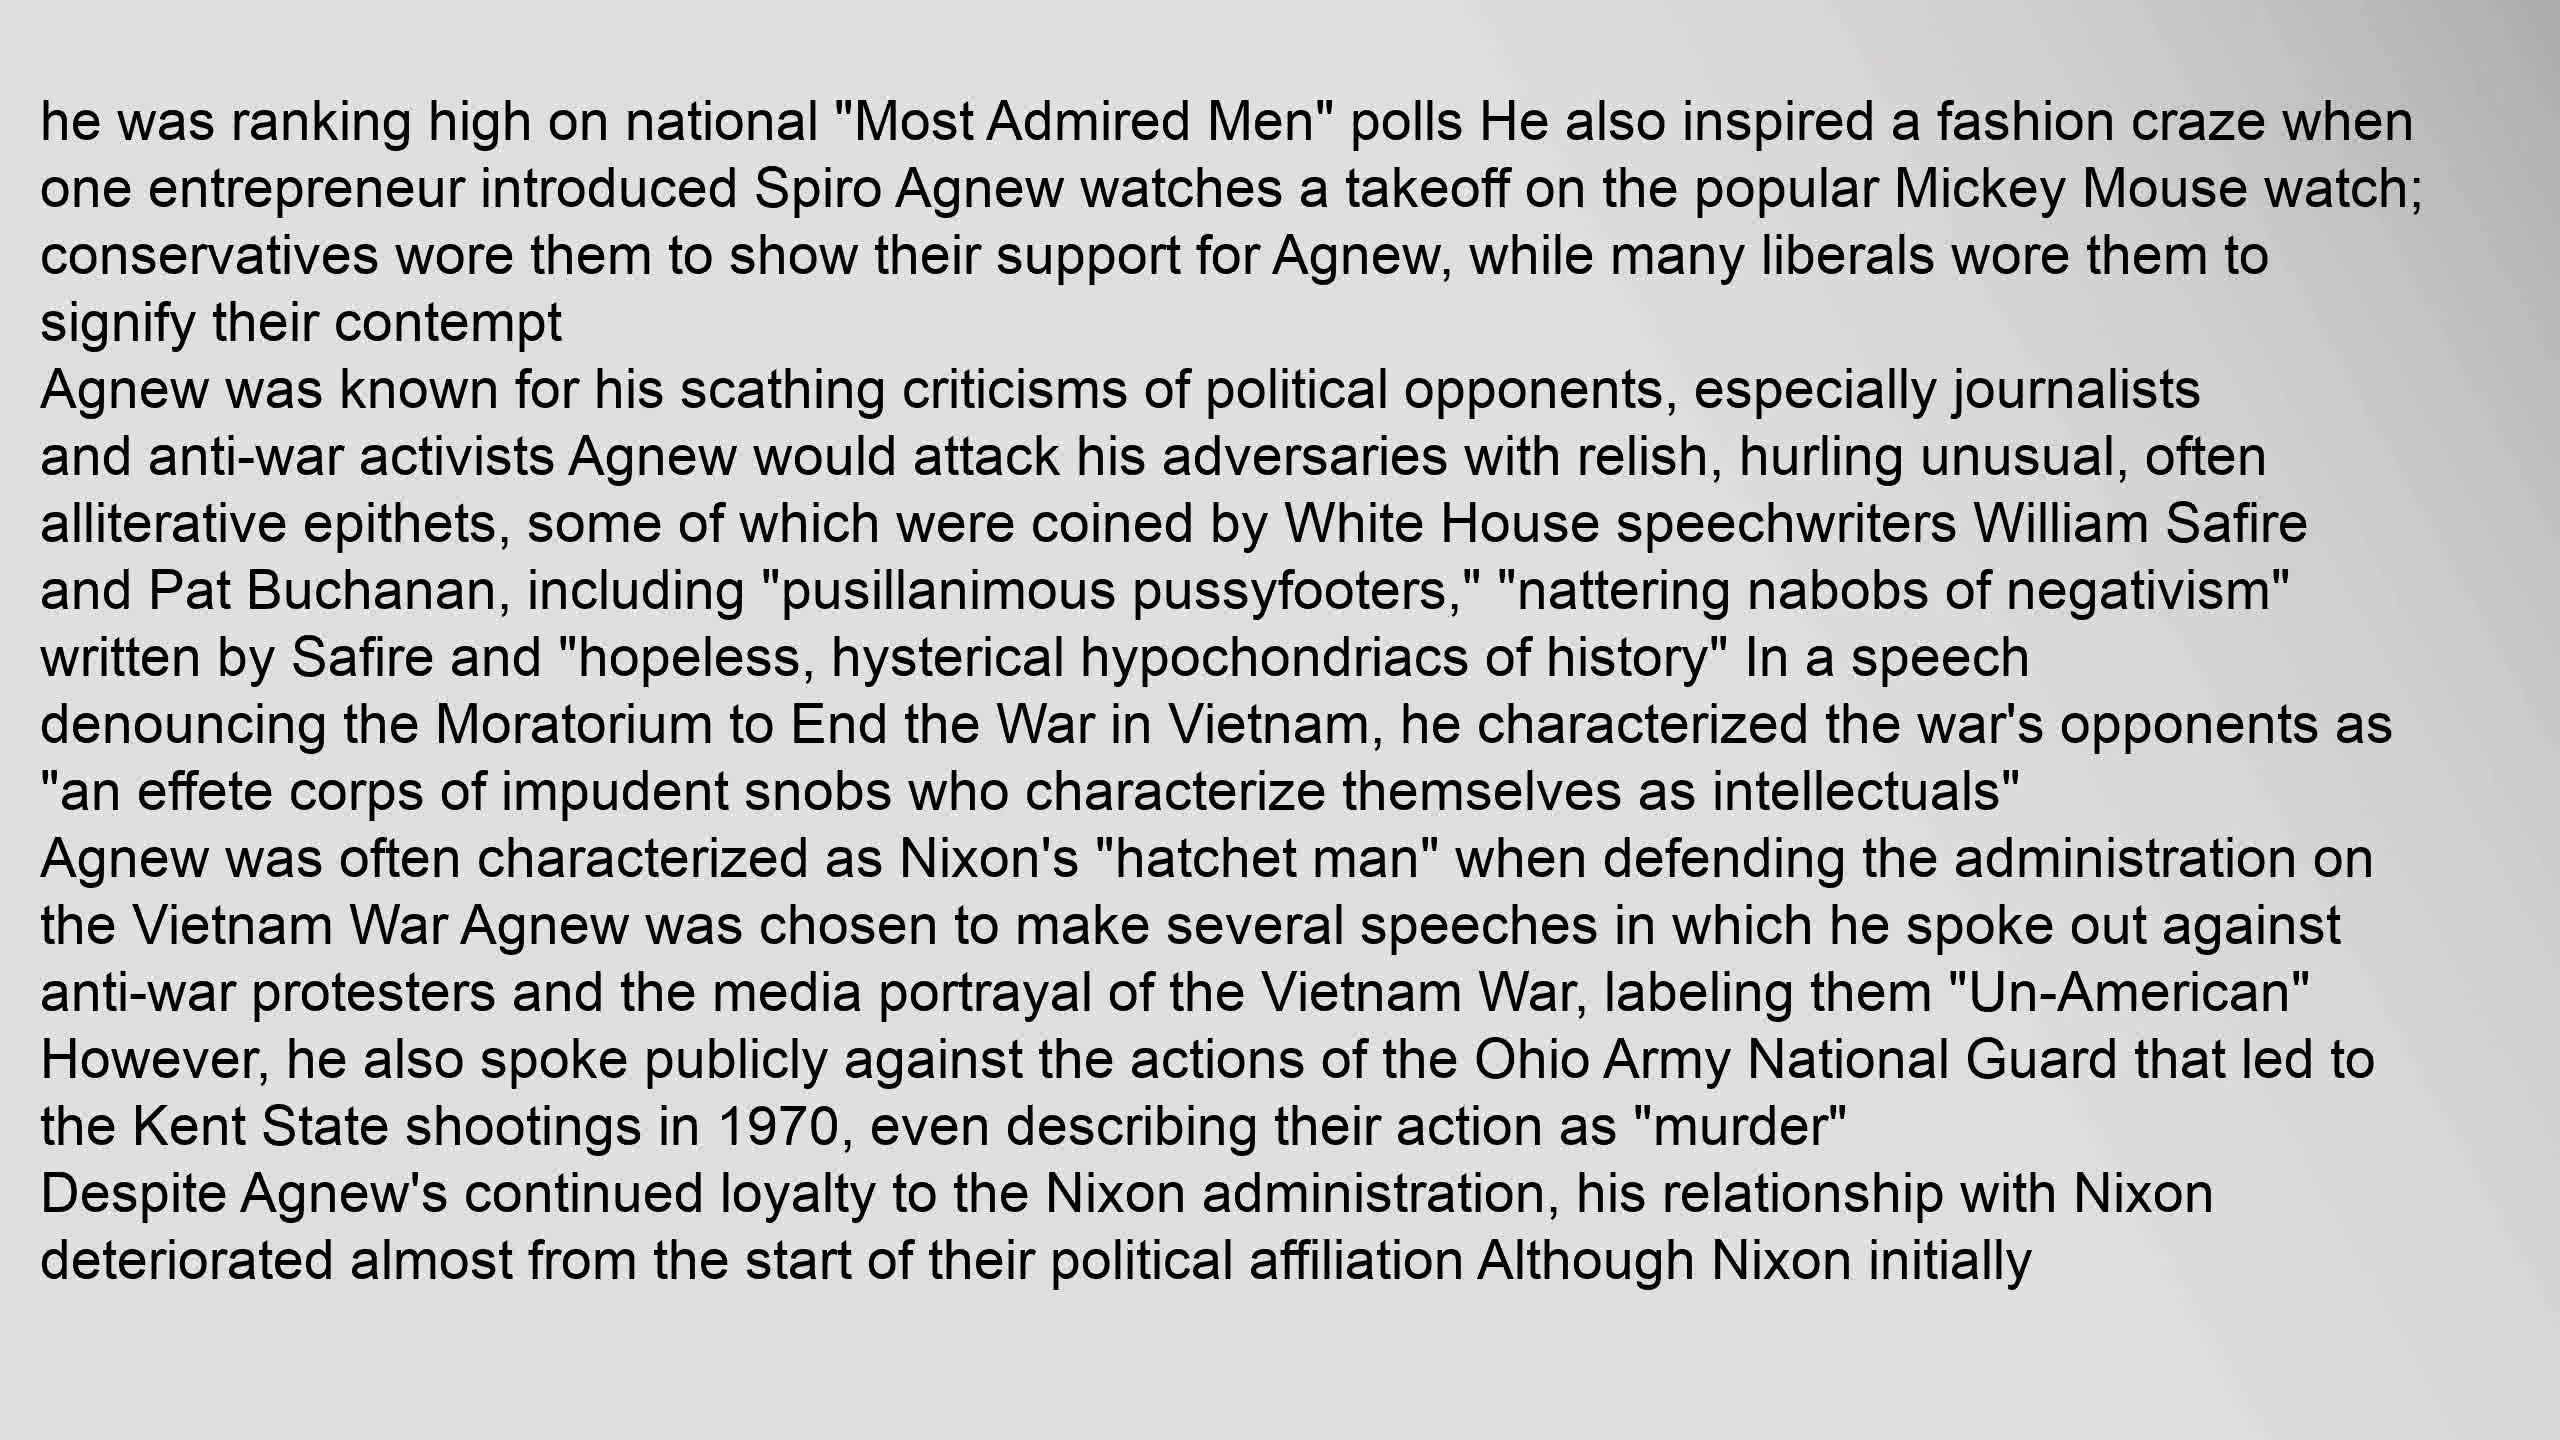 he was ranking high on national "Most Admired Men" polls He also inspired a fashion craze when
one entrepreneur introduced Spiro Agnew watches a takeoff on the popular Mickey Mouse watch;
conservatives wore them to show their support for Agnew, while many liberals wore them to
signify their contempt
Agnew was known for his scathing criticisms of political opponents, especially journalists
and anti-war activists Agnew would attack his adversaries with relish, hurling unusual, often
alliterative epithets, some of which were coined by White House speechwriters William Safire
and Pat Buchanan, including "pusillanimous pussyfooters," "nattering nabobs of negativism"
written by Safire and "hopeless, hysterical hypochondriacs of history" In a speech
denouncing the Moratorium to End the War in Vietnam, he characterized the war's opponents as
"an effete corps of impudent snobs who characterize themselves as intellectuals"
Agnew was often characterized as Nixon's "hatchet man" when defending the administration on
the Vietnam War Agnew was chosen to make several speeches in which he spoke out against
anti-war protesters and the media portrayal of the Vietnam War, labeling them "Un-American"
However, he also spoke publicly against the actions of the Ohio Army National Guard that led to
the Kent State shootings in 1970, even describing their action as "murder"
Despite Agnew's continued loyalty to the Nixon administration, his relationship with Nixon
deteriorated almost from the start of their political affiliation Although Nixon initially